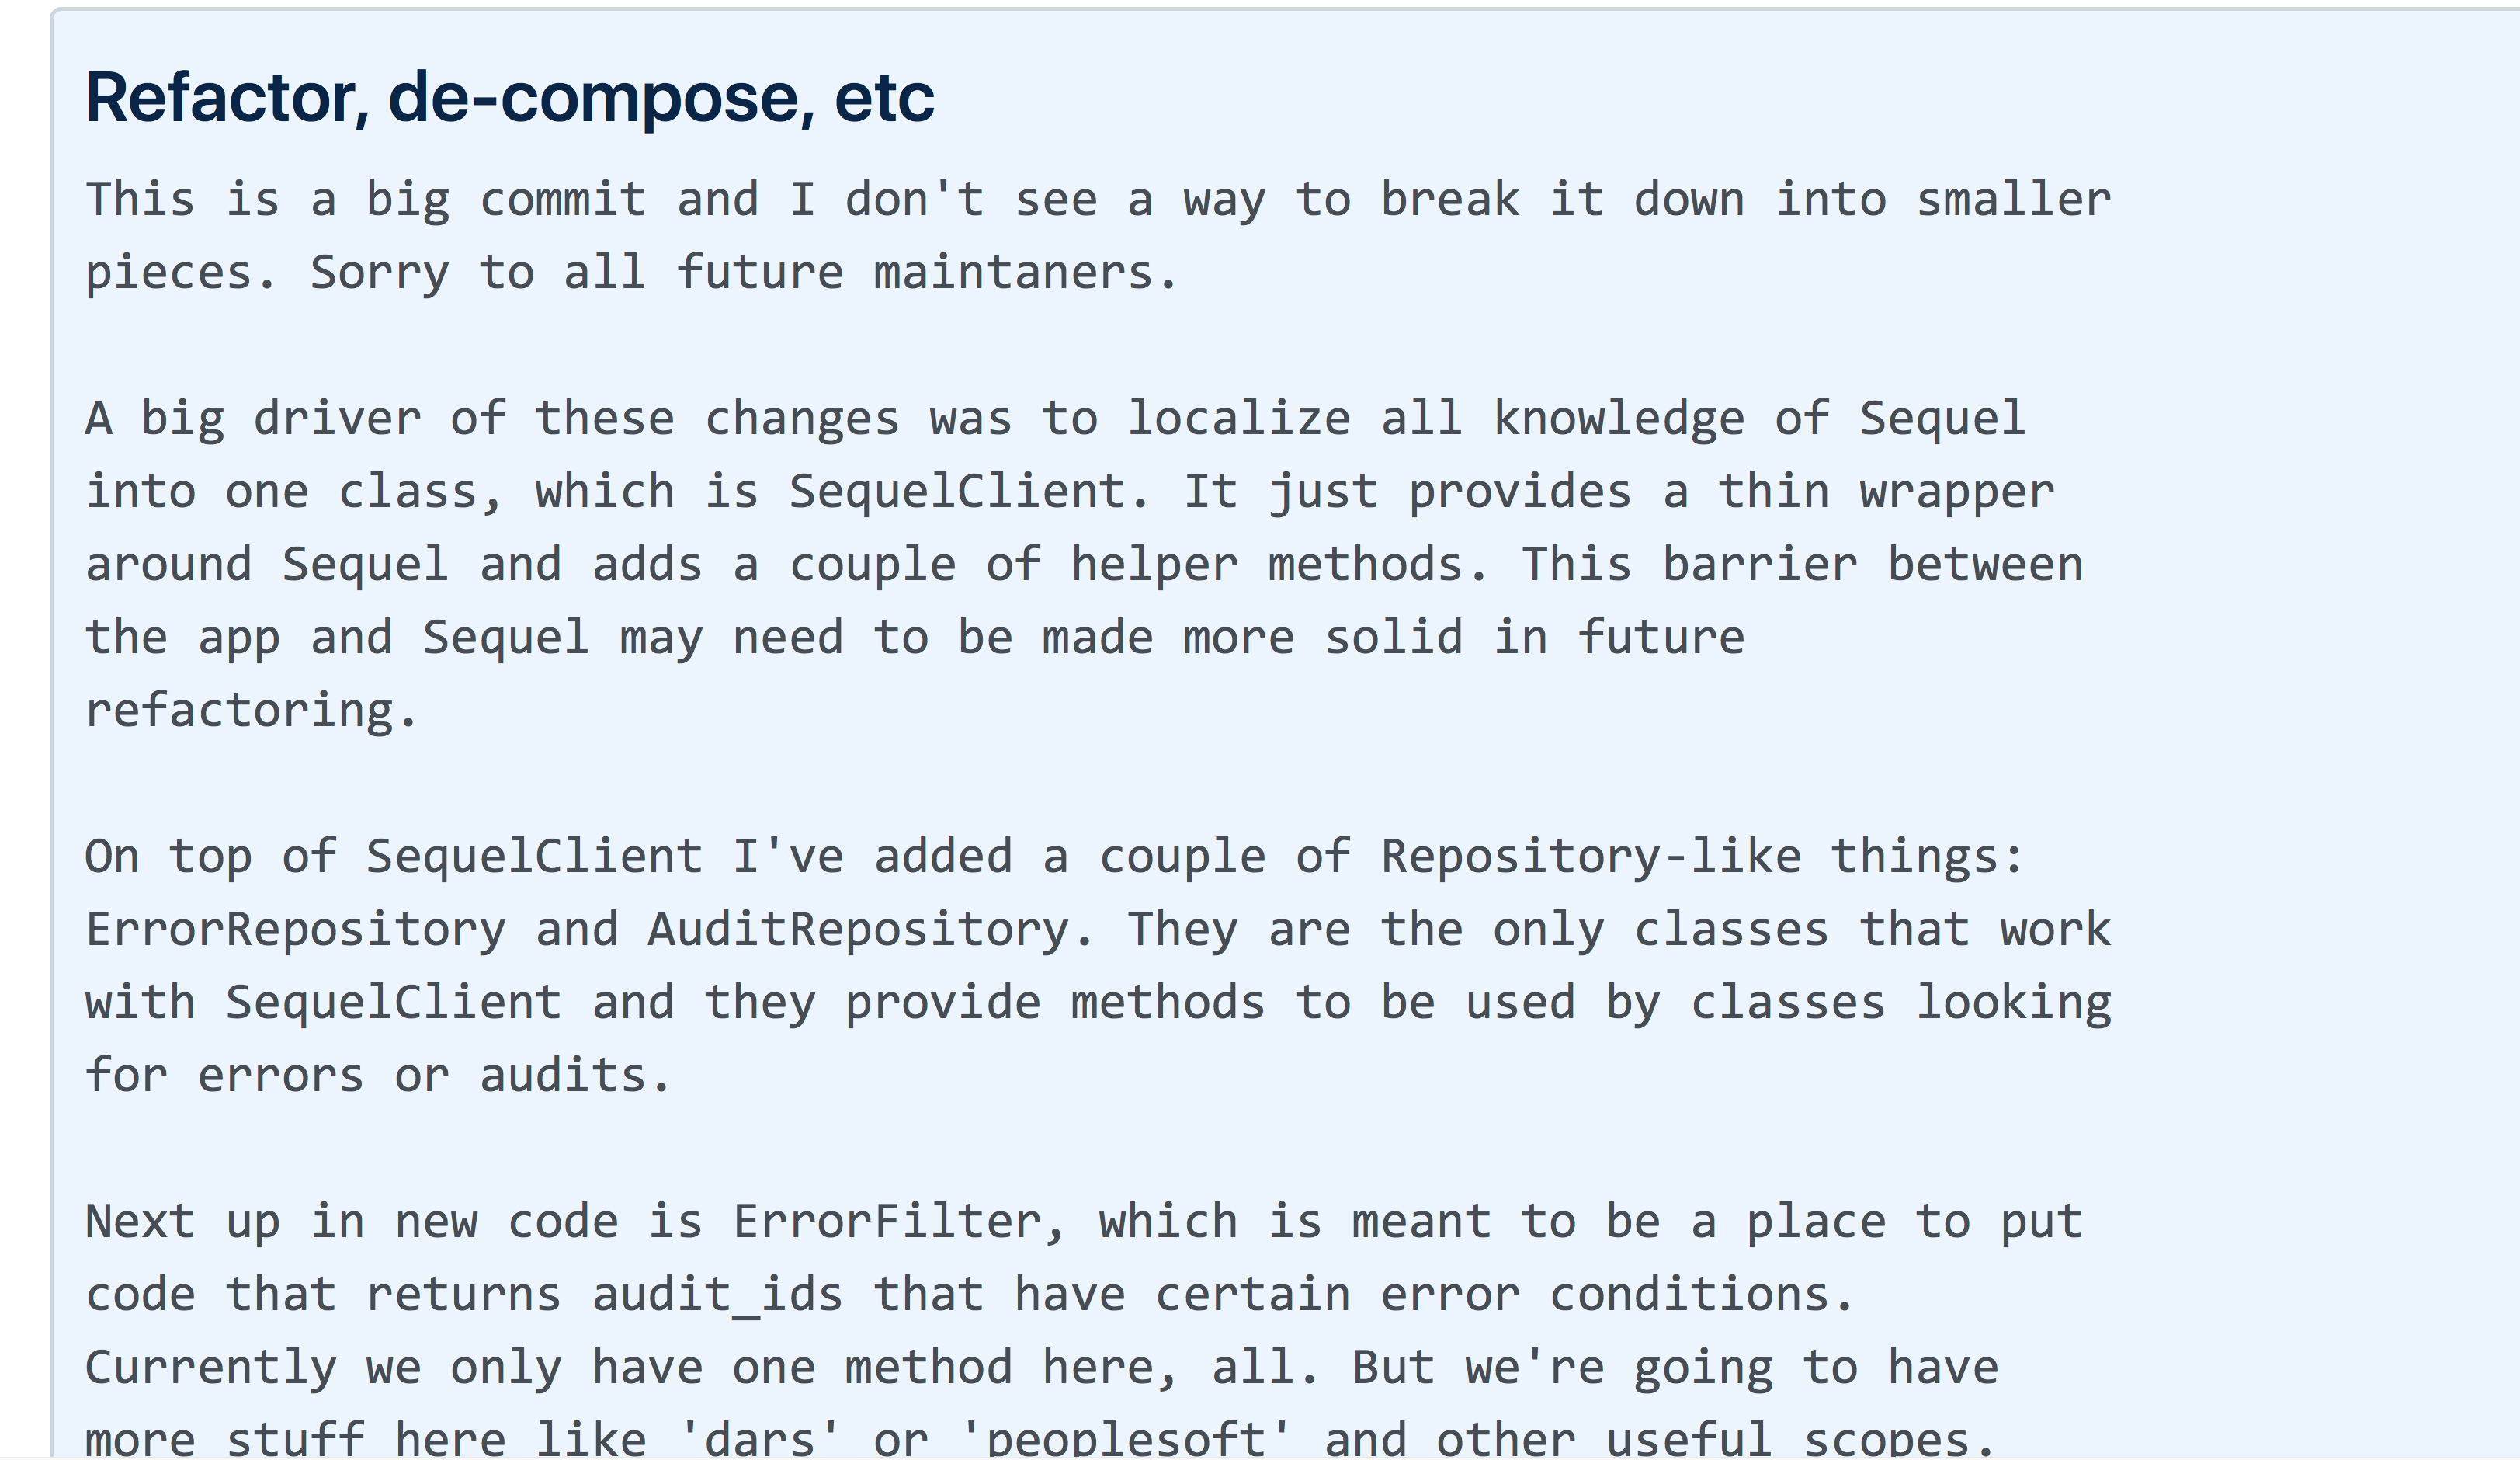 Refactor, de-compose, etc
This is a big commit and I don't see a way to break it down into smaller
pieces. Sorry to all future maintaners.
A big driver of these changes was to localize all knowledge of Sequel
into one class, which is SequelClient. It just provides a thin wrapper
around Sequel and adds a couple of helper methods. This barrier between
the app and Sequel may need to be made more solid in future
refactoring.
On top of SequelClient I've added a couple of Repository-like things:
ErrorRepository and AuditRepository. They are the only classes that work
with SequelClient and they provide methods to be used by classes looking
for errors or audits.
Next up in new code is ErrorFilter, which is meant to be a place to put
code that returns audit_ids that have certain error conditions.
Currently we only have one method here, all. But we're going to have
more stuff here like 'dars' or 'peoplesoft' and other useful scopes.